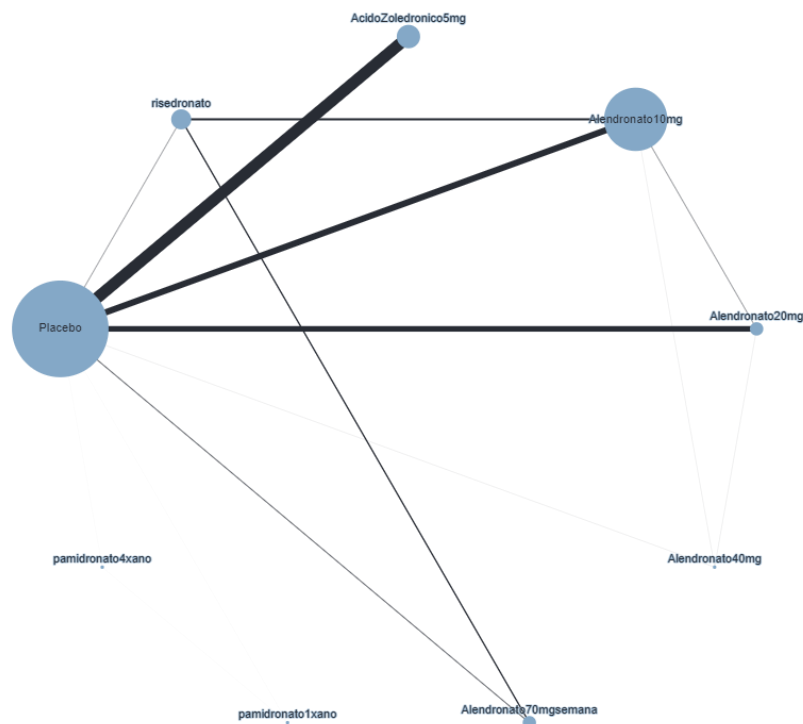 AcidoZoledronico5mg
risedronato
Alendronato10mg
Alendronato20mg
Placebo
pamidronato4xano
Alendronato40mg
Alendronato70mgsemana
pamidronato1xano